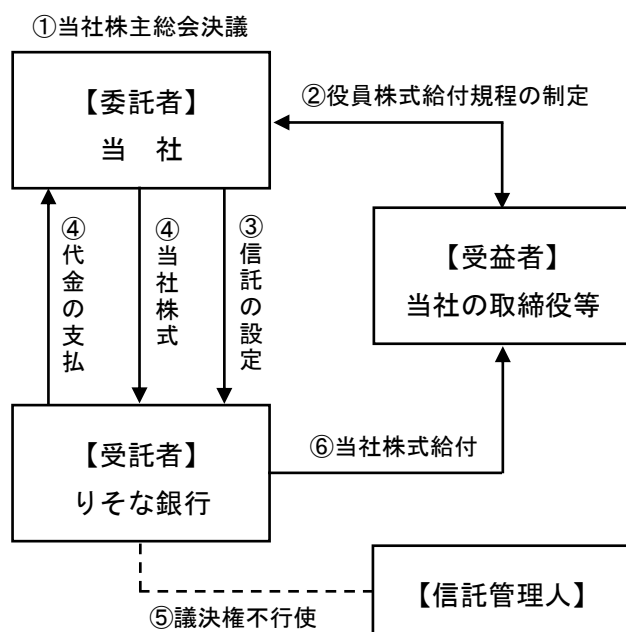 ①当社株主総会決議
【委託者】
当　社
②役員株式給付規程の制定
④代金の支払
④当社株式
③信託の設定
【受益者】
当社の取締役等
【受託者】
りそな銀行
⑥当社株式給付
⑤議決権不行使
【信託管理人】